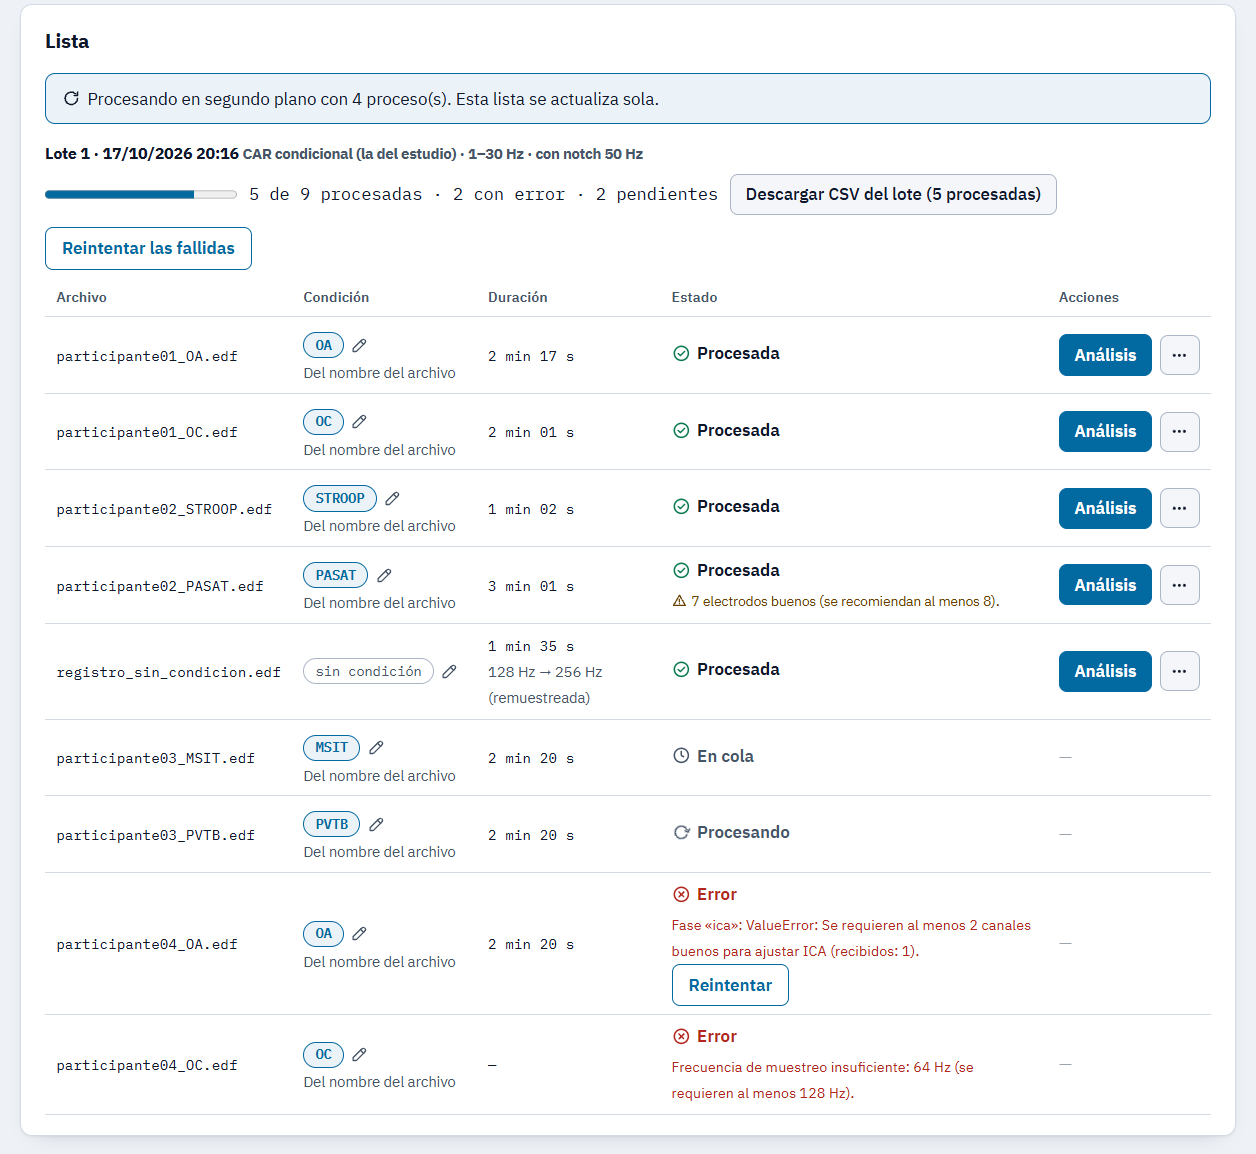 Lista
Procesando en segundo plano con 4 proceso(s). Esta lista se actualiza sola.
Lote 1 · 17/10/2026 20:16 CAR condicional (la del estudio) · 1–30 Hz · con notch 50 Hz
5 de 9 procesadas · 2 con error · 2 pendientes
Descargar CSV del lote (5 procesadas)
Reintentar las fallidas
Archivo Condición Duración Estado Acciones
participante01_OA.edf OA 2 min 17 s Procesada Análisis ...
Del nombre del archivo
participante01_OC.edf OC 2 min 01 s Procesada Análisis ...
Del nombre del archivo
participante02_STROOP.edf STROOP 1 min 02 s Procesada Análisis ...
Del nombre del archivo
participante02_PASAT.edf PASAT 3 min 01 s Procesada Análisis ...
Del nombre del archivo
7 electrodos buenos (se recomiendan al menos 8).
registro_sin_condicion.edf sin condición 1 min 35 s Procesada Análisis ...
128 Hz → 256 Hz
(remuestreada)
participante03_MSIT.edf MSIT 2 min 20 s En cola —
Del nombre del archivo
participante03_PVTB.edf PVTB 2 min 20 s Procesando —
Del nombre del archivo
participante04_OA.edf OA 2 min 20 s Error —
Del nombre del archivo
Fase «ica»: ValueError: Se requieren al menos 2 canales
buenos para ajustar ICA (recibidos: 1).
Reintentar
participante04_OC.edf OC – Error —
Del nombre del archivo
Frecuencia de muestreo insuficiente: 64 Hz (se
requieren al menos 128 Hz).